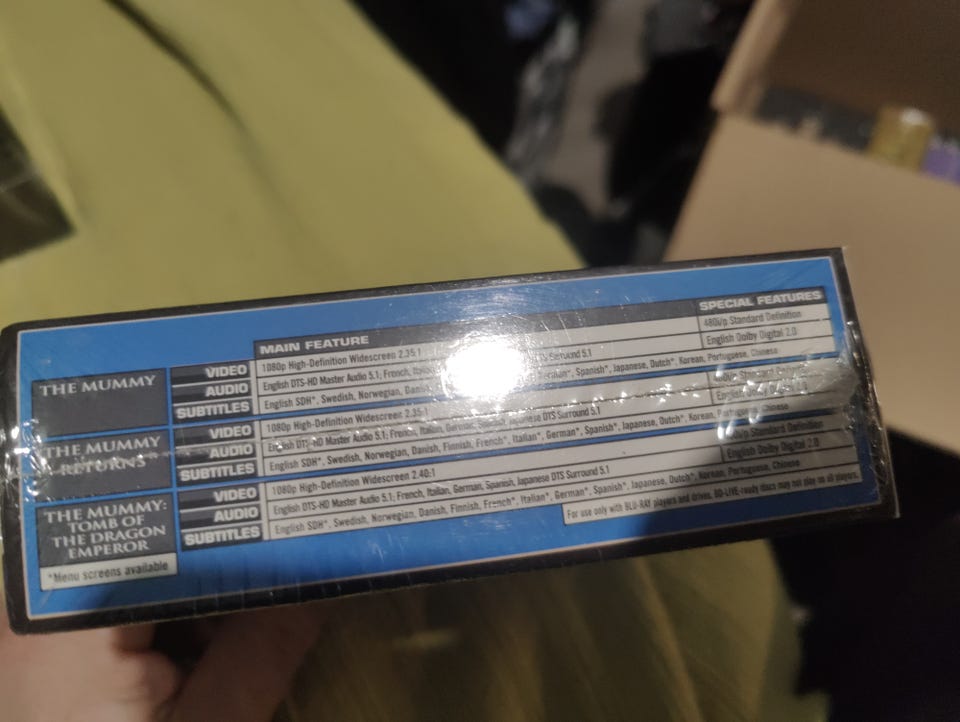 MAIN FEATURE
SPECIAL FEATURES
THE MUMMY
VIDEO
1080p High-Definition Widescreen 2.35:1
480i/p Standard Definition
AUDIO
English DTS-HD Master Audio 5.1, French, Italian DTS Surround 5.1
English Dolby Digital 2.0
SUBTITLES
English SDH*, Swedish, Norwegian, Spanish*, Japanese, Dutch*, Korean, Portuguese, Chinese
THE MUMMY
RETURNS
VIDEO
1080p High-Definition Widescreen 2.35:1
Standard
AUDIO
English DTS-HD Master Audio 5.1; French, Italian, German, Japanese DTS Surround 5.1
SUBTITLES
English SDH*, Swedish, Norwegian, Danish, Finnish, French*, Italian*, German*, Spanish*, Japanese, Dutch*, Korean, Portuguese, Chinese
THE MUMMY:
TOMB OF
THE DRAGON
EMPEROR
VIDEO
1080p High-Definition Widescreen 2.40:1
Standard Definition
AUDIO
English DTS-HD Master Audio 5.1; French, Italian, German, Spanish, Japanese DTS Surround 5.1
English Dolby Digital 2.0
SUBTITLES
English SDH*, Swedish, Norwegian, Danish, Finnish, French*, Italian*, German*, Spanish*, Japanese, Dutch*, Korean, Portuguese, Chinese
*Menu screens available
For use only with BLU-RAY players and drives. BD-LIVE-ready discs may not play on all players.